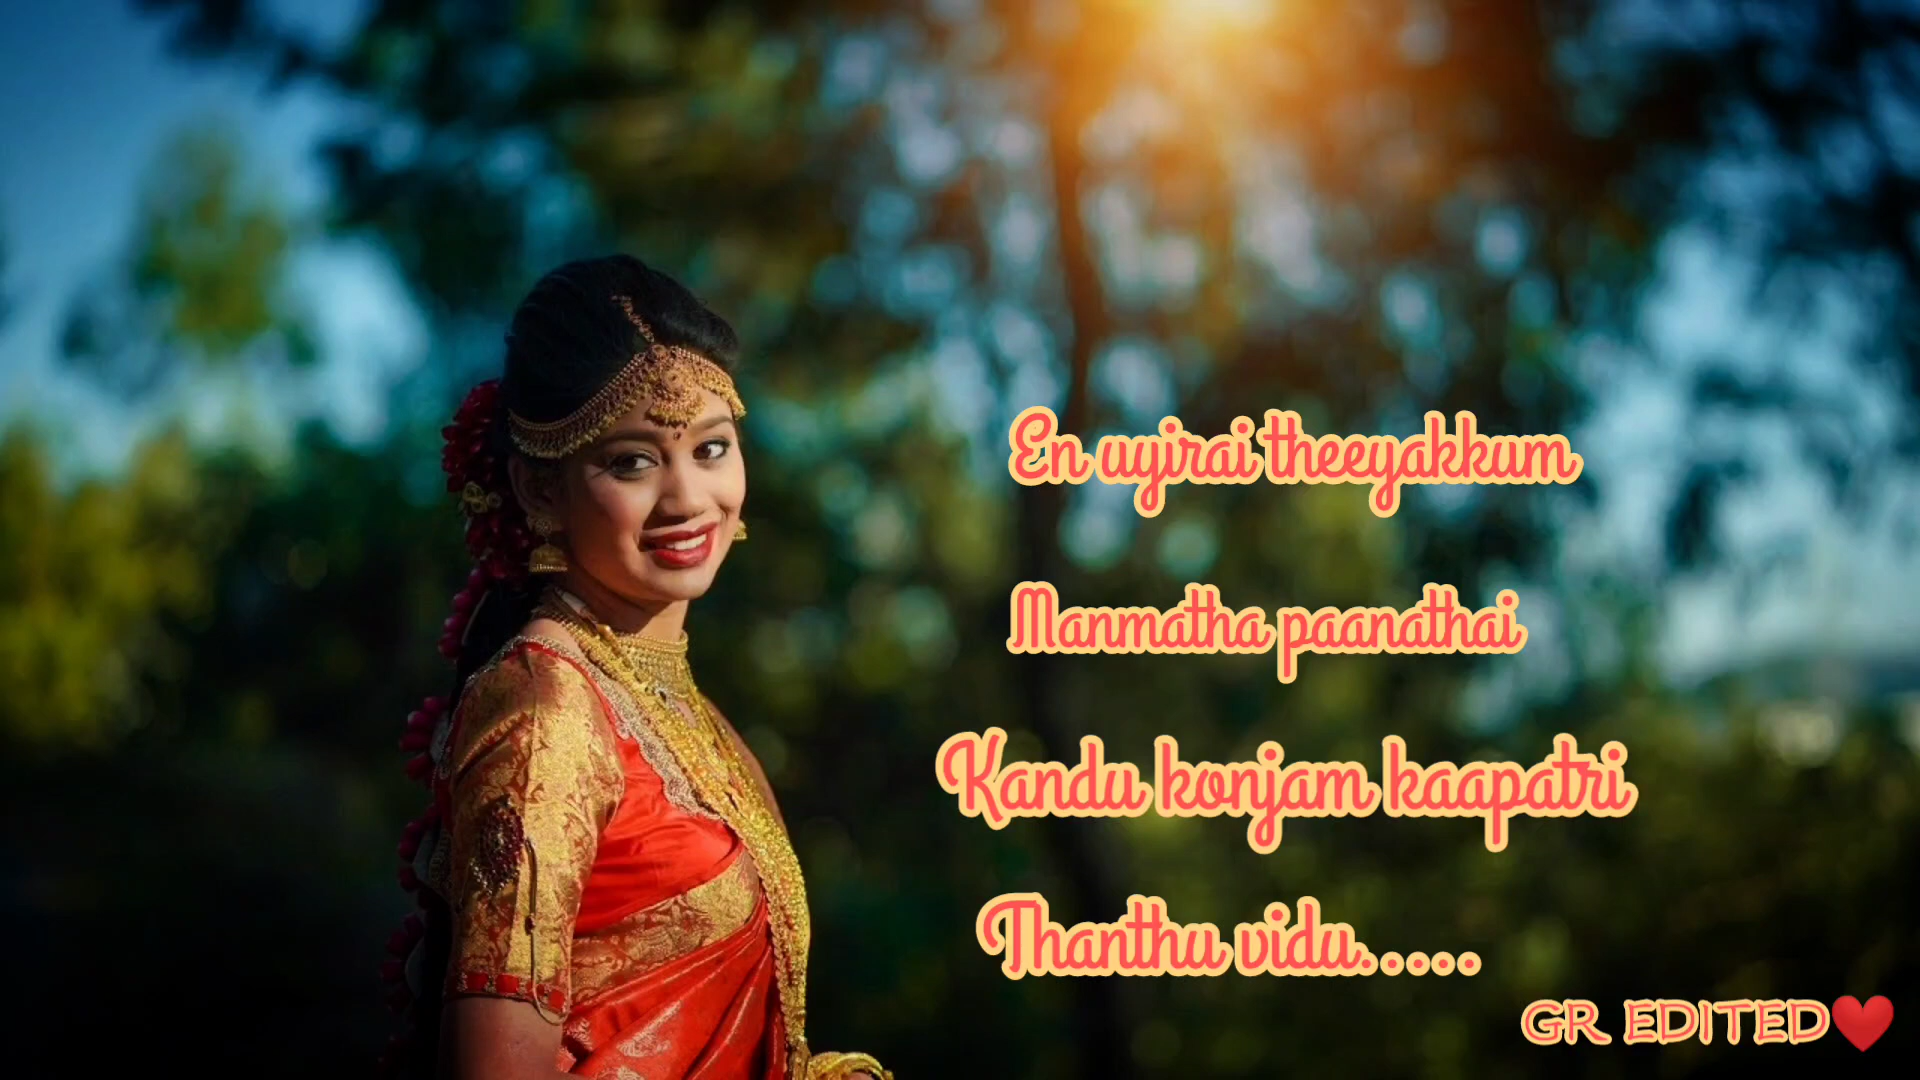 En uyirai theeyakkum
Manmatha paanathai
Kandu konjam kaapatri
Thanthu vidu.....
GR EDITED❤️